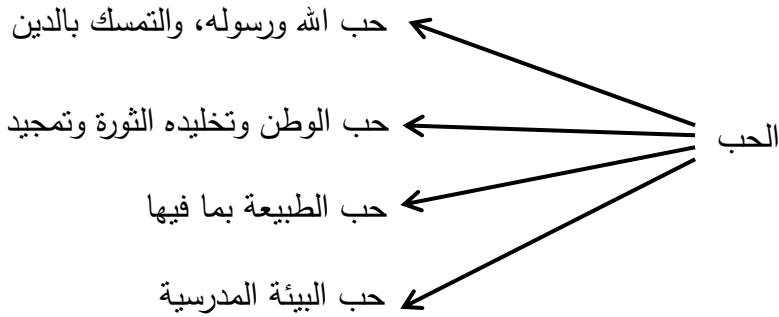 حب الله ورسوله، والتمسك بالدين
حب الوطن وتخليده الثورة وتمجيد
الحب
حب الطبيعة بما فيها
حب البيئة المدرسية